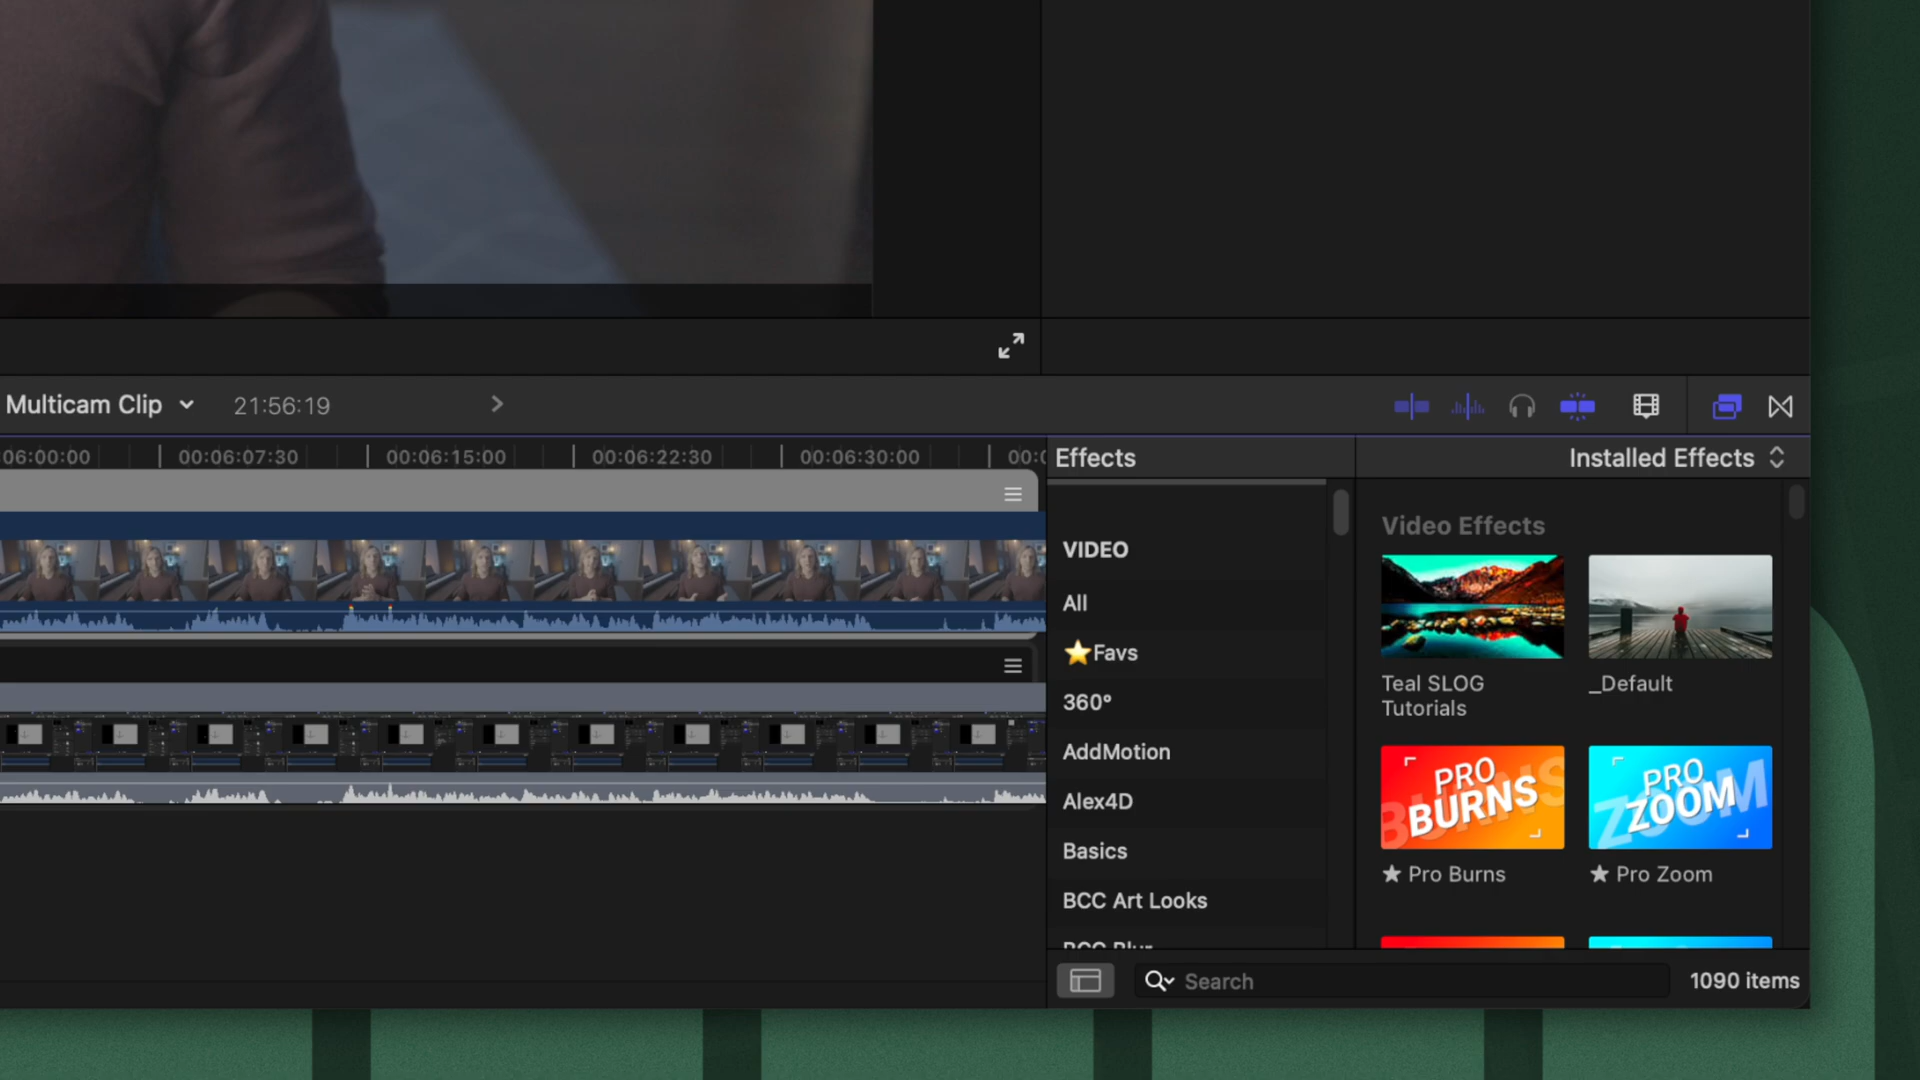 Multicam Clip
21:56:19
06:00:00
00:06:07:30
00:06:15:00
00:06:22:30
00:06:30:00
Effects
Installed Effects
VIDEO
All
⭐Favs
360°
AddMotion
Alex4D
Basics
BCC Art Looks
BCC Blur
Video Effects
Teal SLOG
Tutorials
_Default
PRO
BURNS
★ Pro Burns
PRO
ZOOM
★ Pro Zoom
Search
1090 items